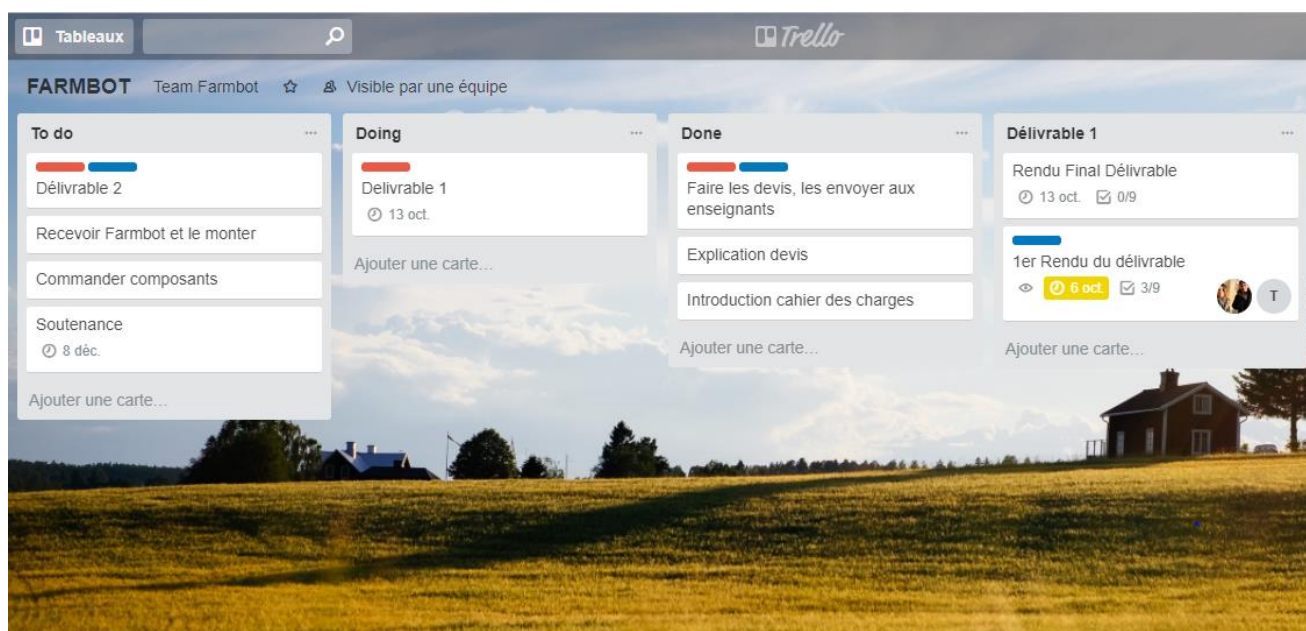 Tableaux
Trello
FARMBOT Team Farmbot Visible par une équipe
To do
Délivrable 2
Recevoir Farmbot et le monter
Commander composants
Soutenance
8 déc.
Ajouter une carte...
Doing
Delivrable 1
13 oct.
Ajouter une carte...
Done
Faire les devis, les envoyer aux
enseignants
Explication devis
Introduction cahier des charges
Ajouter une carte...
Délivrable 1
Rendu Final Délivrable
13 oct. 0/9
1er Rendu du délivrable
6 oct. 3/9
T
Ajouter une carte...